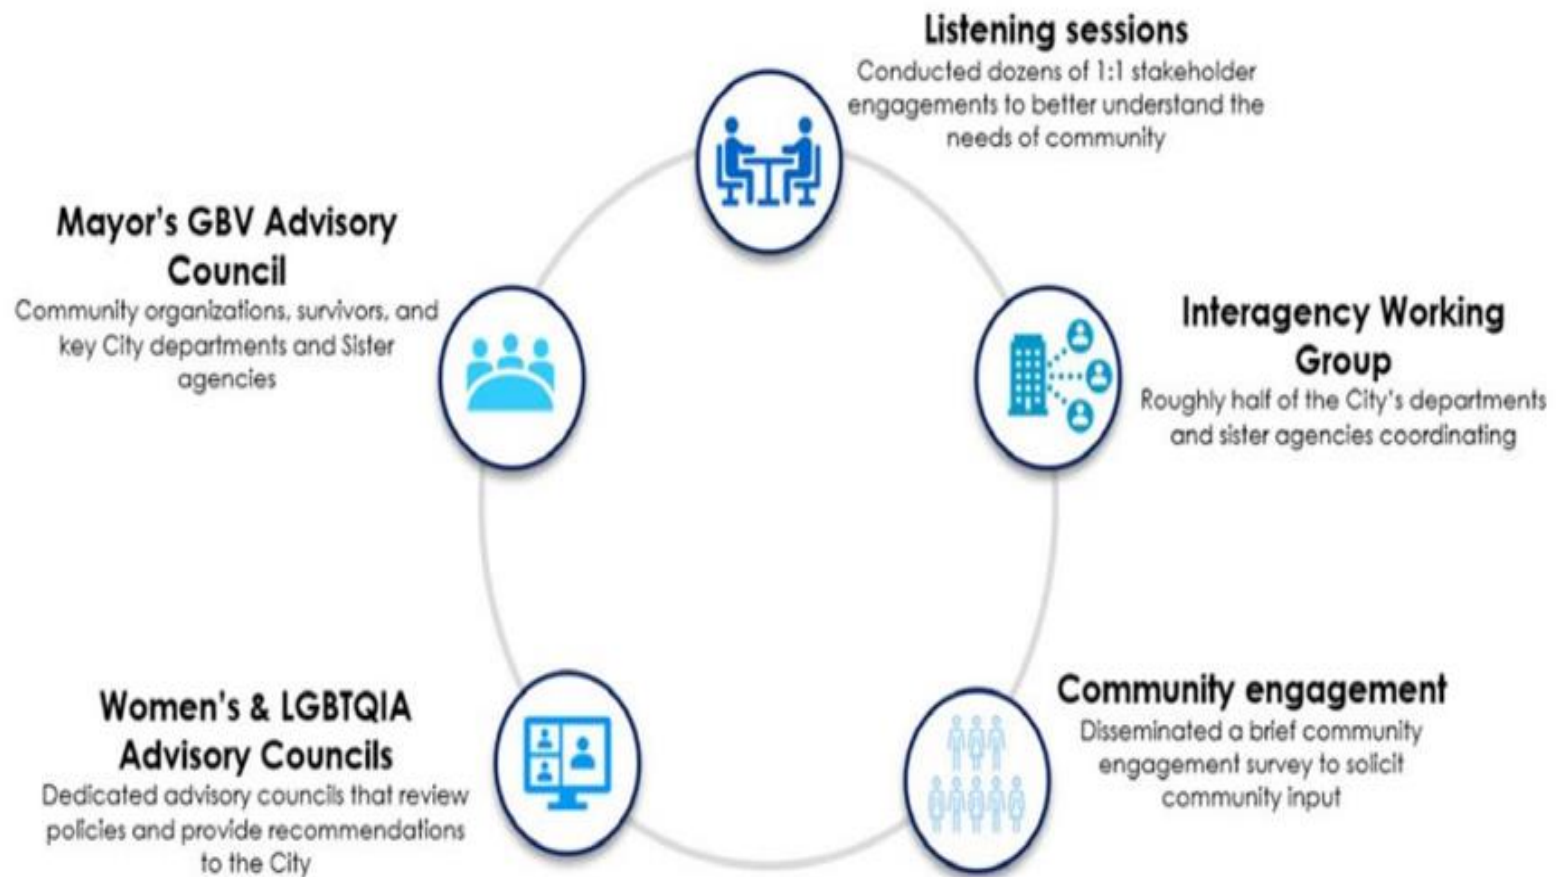 Listening sessions
Conducted dozens of 1:1 stakeholder
engagements to better understand the
needs of community
Interagency Working
Group
Roughly half of the City's departments
and sister agencies coordinating
Community engagement
Disseminated a brief community
engagement survey to solicit
community input
Women's & LGBTQIA
Advisory Councils
Dedicated advisory councils that review
policies and provide recommendations
to the City
Mayor's GBV Advisory
Council
Community organizations, survivors, and
key City departments and Sister
agencies